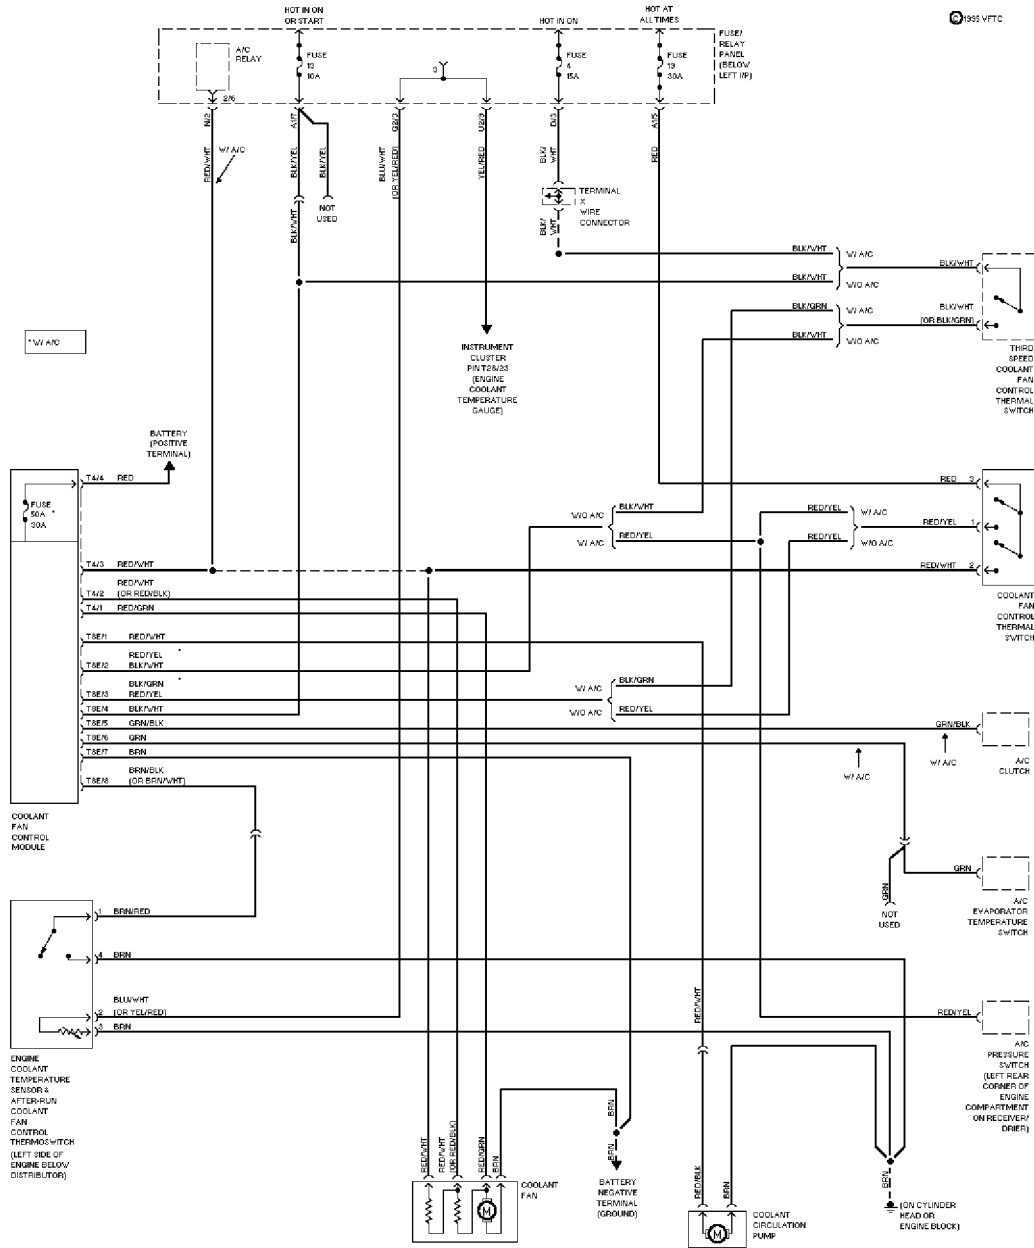 HOT IN ON
OR START
HOT IN ON
HOT AT
ALL TIMES
© 1995 VFTC
A/C
RELAY
FUSE
13
10A
3
FUSE
4
15A
FUSE
19
30A
FUSE/
RELAY
PANEL
(BELOW
LEFT I/P)
2/6
N/2
A1/7
G2/3
U2/3
D/3
A1/5
RED/WHT
W/ A/C
BLK/YEL
BLK/YEL
BLU/WHT
(OR YEL/RED)
YEL/RED
BLK/
WHT
RED
NOT
USED
BLK/WHT
TERMINAL
X
WIRE
CONNECTOR
BLK/
WHT
BLK/WHT
W/ A/C
BLK/WHT
BLK/WHT
W/O A/C
BLK/GRN
W/ A/C
BLK/WHT
(OR BLK/GRN)
BLK/WHT
W/O A/C
THIRD
SPEED
COOLANT
FAN
CONTROL
THERMAL
SWITCH
* W/ A/C
INSTRUMENT
CLUSTER
PIN T28/23
(ENGINE
COOLANT
TEMPERATURE
GAUGE)
BATTERY
(POSITIVE
TERMINAL)
T4/4 RED
RED 3
FUSE
50A *
30A
W/O A/C
BLK/WHT
W/ A/C
RED/YEL
RED/YEL
W/ A/C
RED/YEL 1
RED/YEL
W/O A/C
T4/3 RED/WHT
RED/WHT 2
RED/WHT
T4/2 (OR RED/BLK)
T4/1 RED/GRN
COOLANT
FAN
CONTROL
THERMAL
SWITCH
T8E/1 RED/WHT
RED/YEL *
T8E/2 BLK/WHT
BLK/GRN *
T8E/3 RED/YEL
T8E/4 BLK/WHT
T8E/5 GRN/BLK
T8E/6 GRN
T8E/7 BRN
BRN/BLK
T8E/8 (OR BRN/WHT)
W/ A/C
BLK/GRN
W/O A/C
RED/YEL
GRN/BLK
W/ A/C
W/ A/C
A/C
CLUTCH
COOLANT
FAN
CONTROL
MODULE
GRN
GRN
NOT
USED
A/C
EVAPORATOR
TEMPERATURE
SWITCH
1 BRN/RED
4 BRN
BLU/WHT
2 (OR YEL/RED)
3 BRN
RED/WHT
RED/YEL
A/C
PRESSURE
SWITCH
(LEFT REAR
CORNER OF
ENGINE
COMPARTMENT
ON RECEIVER/
DRIER)
ENGINE
COOLANT
TEMPERATURE
SENSOR &
AFTER-RUN
COOLANT
FAN
CONTROL
THERMOSWITCH
(LEFT SIDE OF
ENGINE BELOW
DISTRIBUTOR)
RED/WHT
RED/WHT
(OR RED/BLK)
RED/GRN
BRN
BRN
BRN
M
COOLANT
FAN
BATTERY
NEGATIVE
TERMINAL
(GROUND)
RED/BLK
BRN
M
COOLANT
CIRCULATION
PUMP
BRN
(ON CYLINDER
HEAD OR
ENGINE BLOCK)